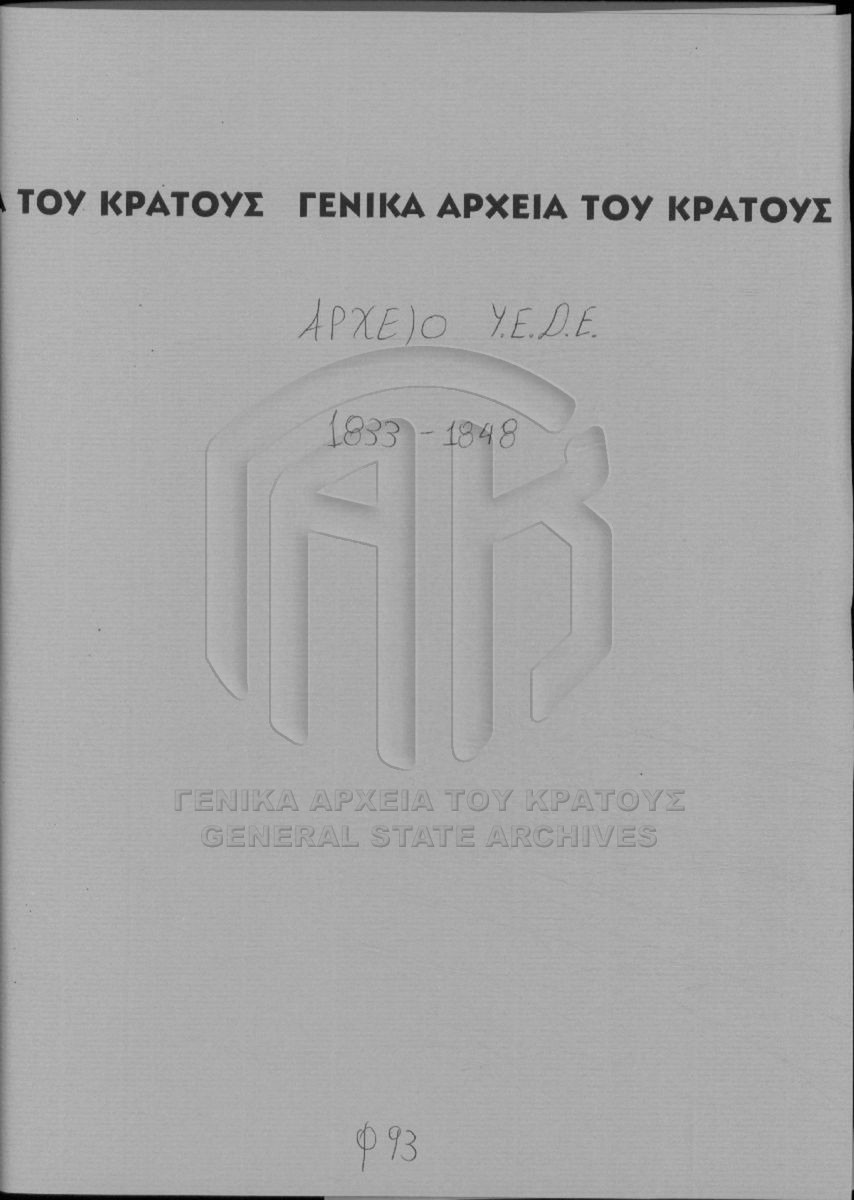 Α ΤΟΥ ΚΡΑΤΟΥΣ ΓΕΝΙΚΑ ΑΡΧΕΙΑ ΤΟΥ ΚΡΑΤΟΥΣ
ΑΡΧΕΙΟ Υ.Ε.Δ.Ε.
1833 - 1848
ΓΕΝΙΚΑ ΑΡΧΕΙΑ ΤΟΥ ΚΡΑΤΟΥΣ
GENERAL STATE ARCHIVES
φ 93